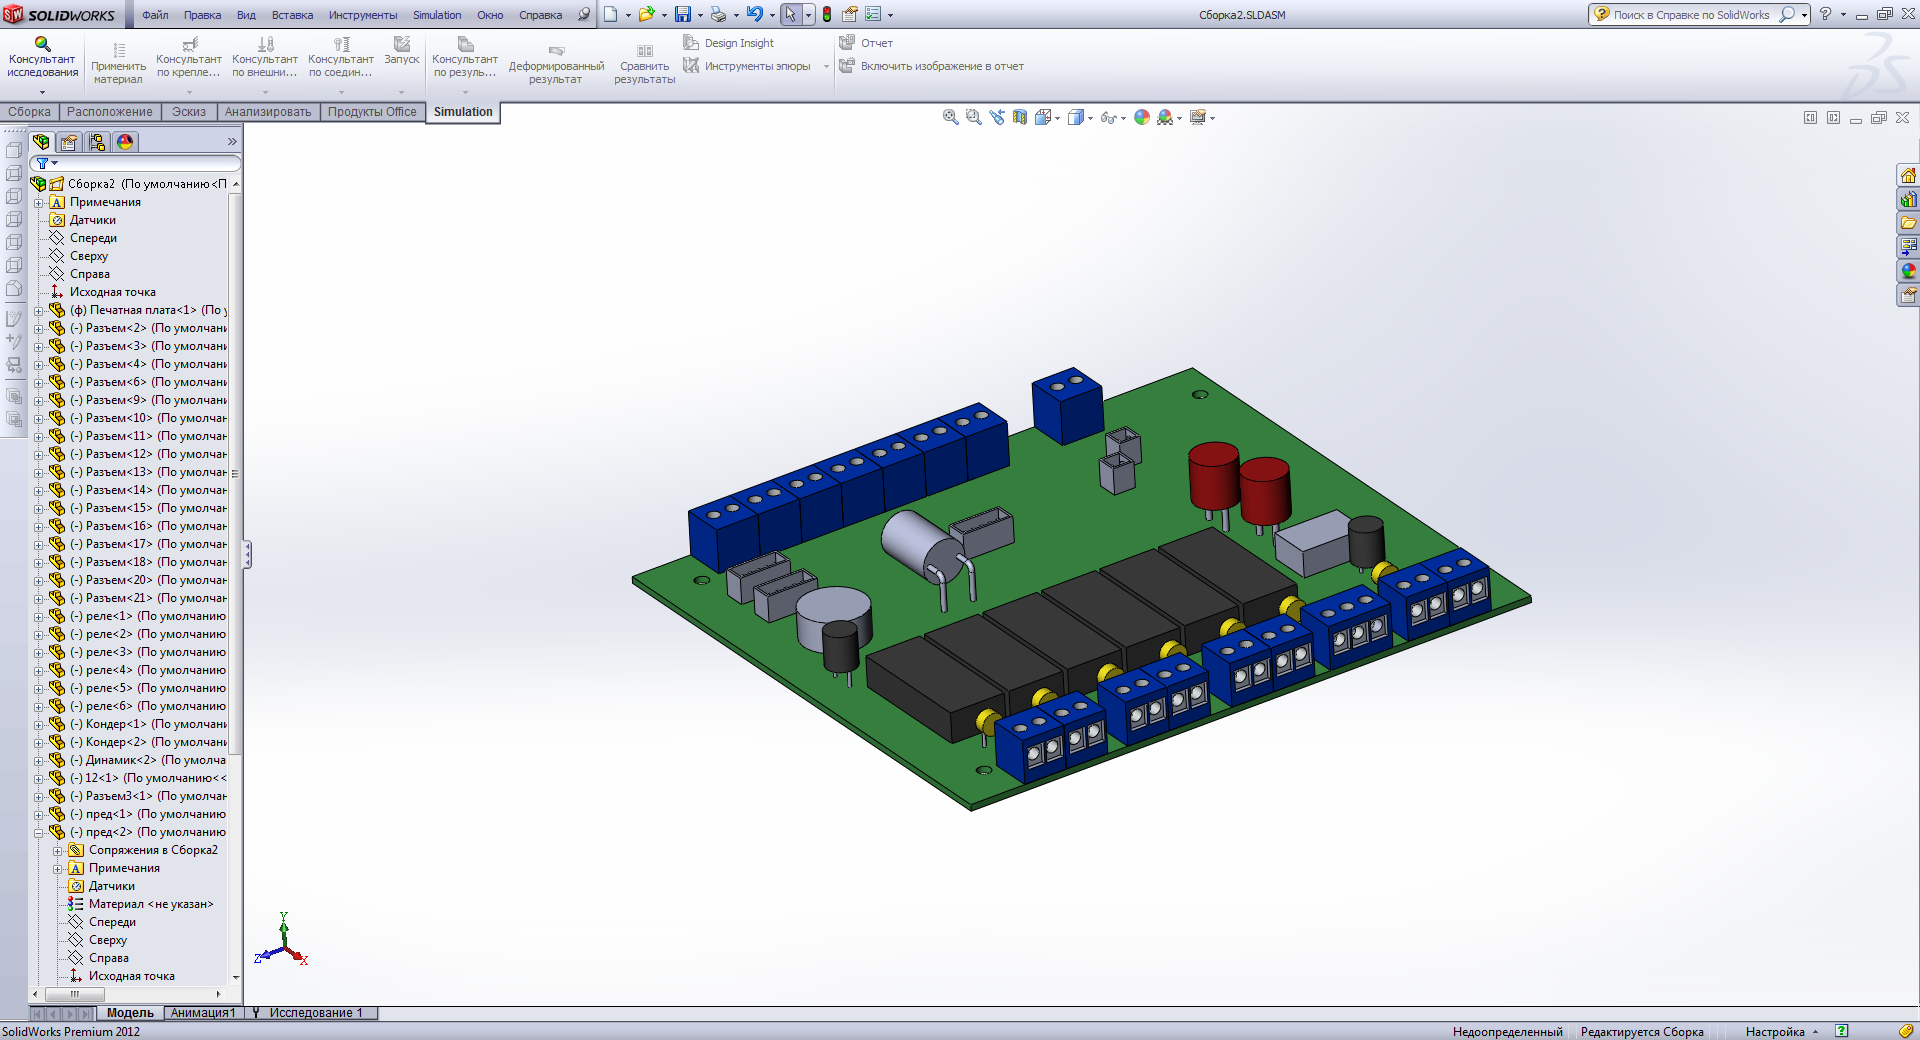 SOLIDWORKS Файл Правка Вид Вставка Инструменты Simulation Окно Справка Сборка2.SLDASM Поиск в Справке по SolidWorks ?
Консультант исследования
Применить материал
Консультант по крепле...
Консультант по внешни...
Консультант по соедин...
Запуск
Консультант по резуль...
Деформированный результат
Сравнить результаты
Design Insight
Инструменты эпюры
Отчет
Включить изображение в отчет
Сборка Расположение Эскиз Анализировать Продукты Office Simulation
Сборка2 (По умолчанию<П
Примечания
Датчики
Спереди
Сверху
Справа
Исходная точка
(ф) Печатная плата<1> (По у
(-) Разъем<2> (По умолчани
(-) Разъем<3> (По умолчани
(-) Разъем<4> (По умолчани
(-) Разъем<6> (По умолчани
(-) Разъем<9> (По умолчани
(-) Разъем<10> (По умолчан
(-) Разъем<11> (По умолчан
(-) Разъем<12> (По умолчан
(-) Разъем<13> (По умолчан
(-) Разъем<14> (По умолчан
(-) Разъем<15> (По умолчан
(-) Разъем<16> (По умолчан
(-) Разъем<17> (По умолчан
(-) Разъем<18> (По умолчан
(-) Разъем<20> (По умолчан
(-) Разъем<21> (По умолчан
(-) реле<1> (По умолчанию
(-) реле<2> (По умолчанию
(-) реле<3> (По умолчанию
(-) реле<4> (По умолчанию
(-) реле<5> (По умолчанию
(-) реле<6> (По умолчанию
(-) Кондер<1> (По умолчани
(-) Кондер<2> (По умолчани
(-) Динамик<2> (По умолча
(-) 12<1> (По умолчанию<<
(-) Разъем3<1> (По умолчан
(-) пред<1> (По умолчанию
(-) пред<2> (По умолчанию
Сопряжения в Сборка2
Примечания
Датчики
Материал <не указан>
Спереди
Сверху
Справа
Исходная точка
Y
Z
X
Модель Анимация1 Исследование 1
SolidWorks Premium 2012 Недоопределенный Редактируется Сборка Настройка ?